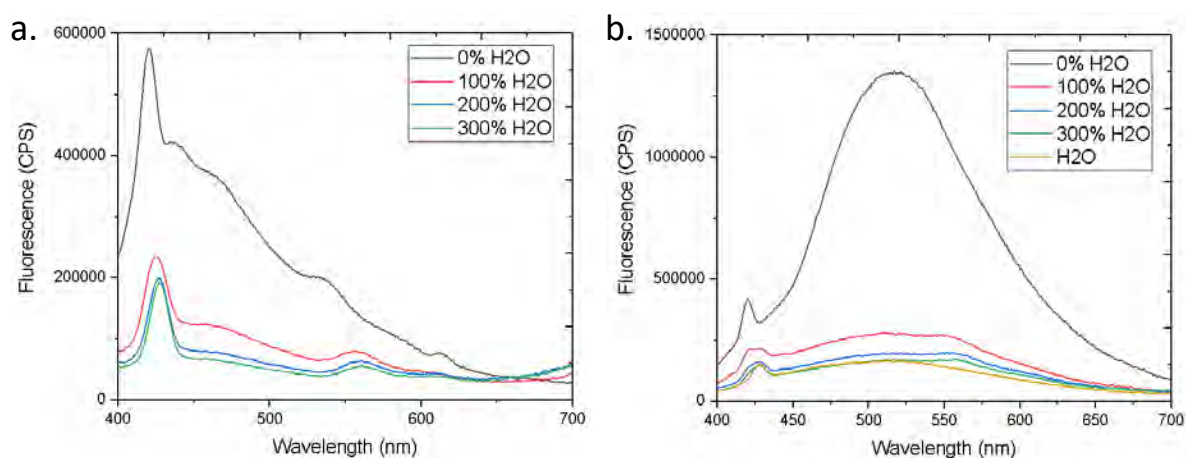 a.
600000
400000
200000
0
400
500
600
700
Fluorescence (CPS)
Wavelength (nm)
0% H2O
100% H2O
200% H2O
300% H2O
b.
1500000
1000000
500000
0
400
450
500
550
600
650
700
Fluorescence (CPS)
Wavelength (nm)
0% H2O
100% H2O
200% H2O
300% H2O
H2O